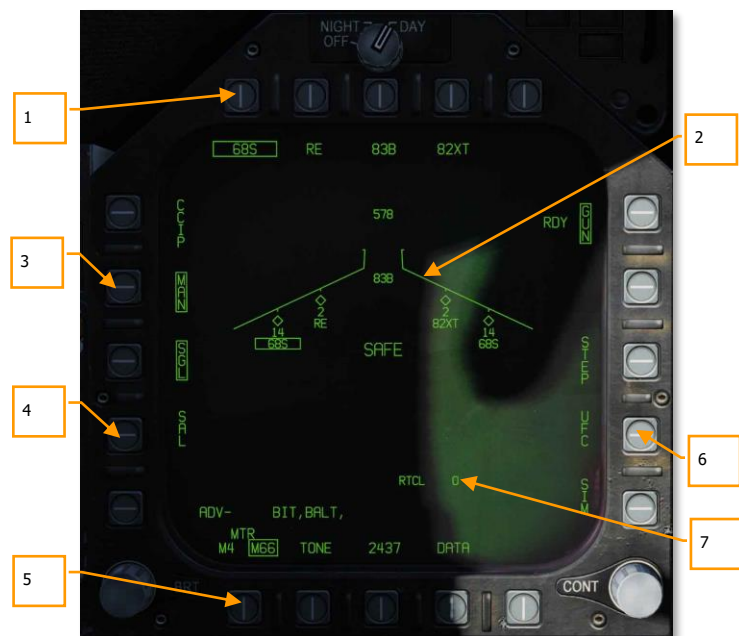 NIGHT DAY
OFF
1
2
68S RE 83B 82XT
CCIP
578
RDY GUN
3
MAN
83B
2
RE
2
82XT
14
68S
14
68S
SGL
SAFE
STEP
4
SAL
UFC
6
RTCL 0
SIM
7
ADV- BIT,BALT,
MTR
M4 M66 TONE 2437 DATA
5
BRT
CONT